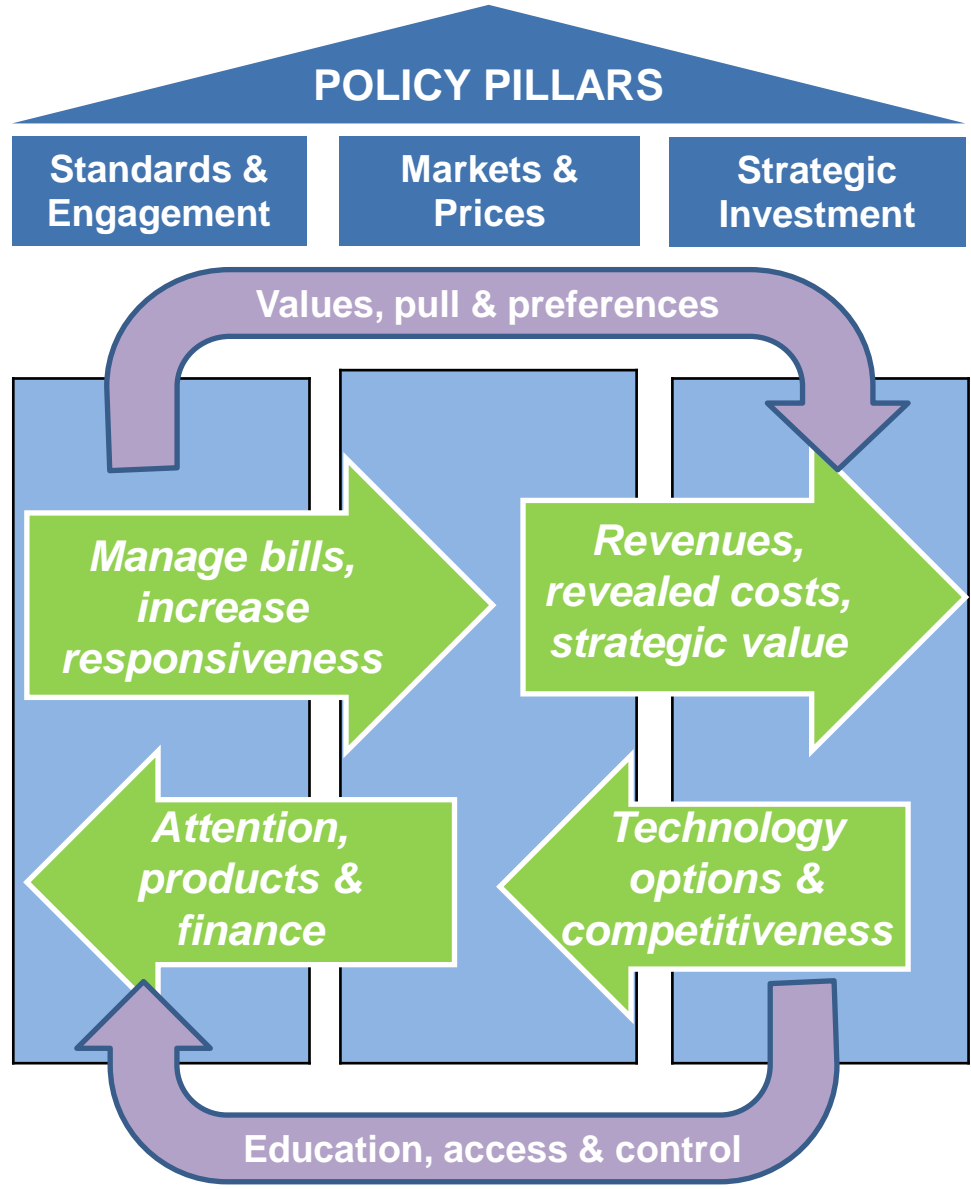 POLICY PILLARS
Standards &
Engagement
Markets &
Prices
Strategic
Investment
Values, pull & preferences
Manage bills,
increase
responsiveness
Revenues,
revealed costs,
strategic value
Attention,
products &
finance
Technology
options &
competitiveness
Education, access & control